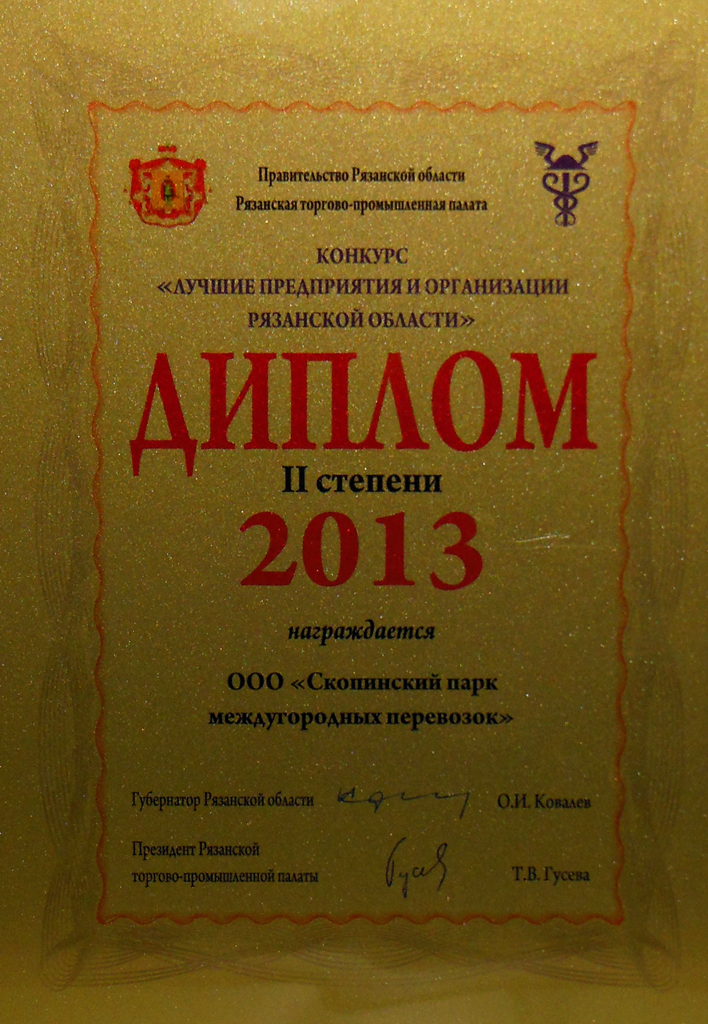 Правительство Рязанской области
Рязанская торгово-промышленная палата
КОНКУРС
«ЛУЧШИЕ ПРЕДПРИЯТИЯ И ОРГАНИЗАЦИИ
РЯЗАНСКОЙ ОБЛАСТИ»
ДИПЛОМ
II степени
2013
награждается
ООО «Скопинский парк
междугородных перевозок»
Губернатор Рязанской области О.И. Ковалев
Президент Рязанской
торгово-промышленной палаты Т.В. Гусева